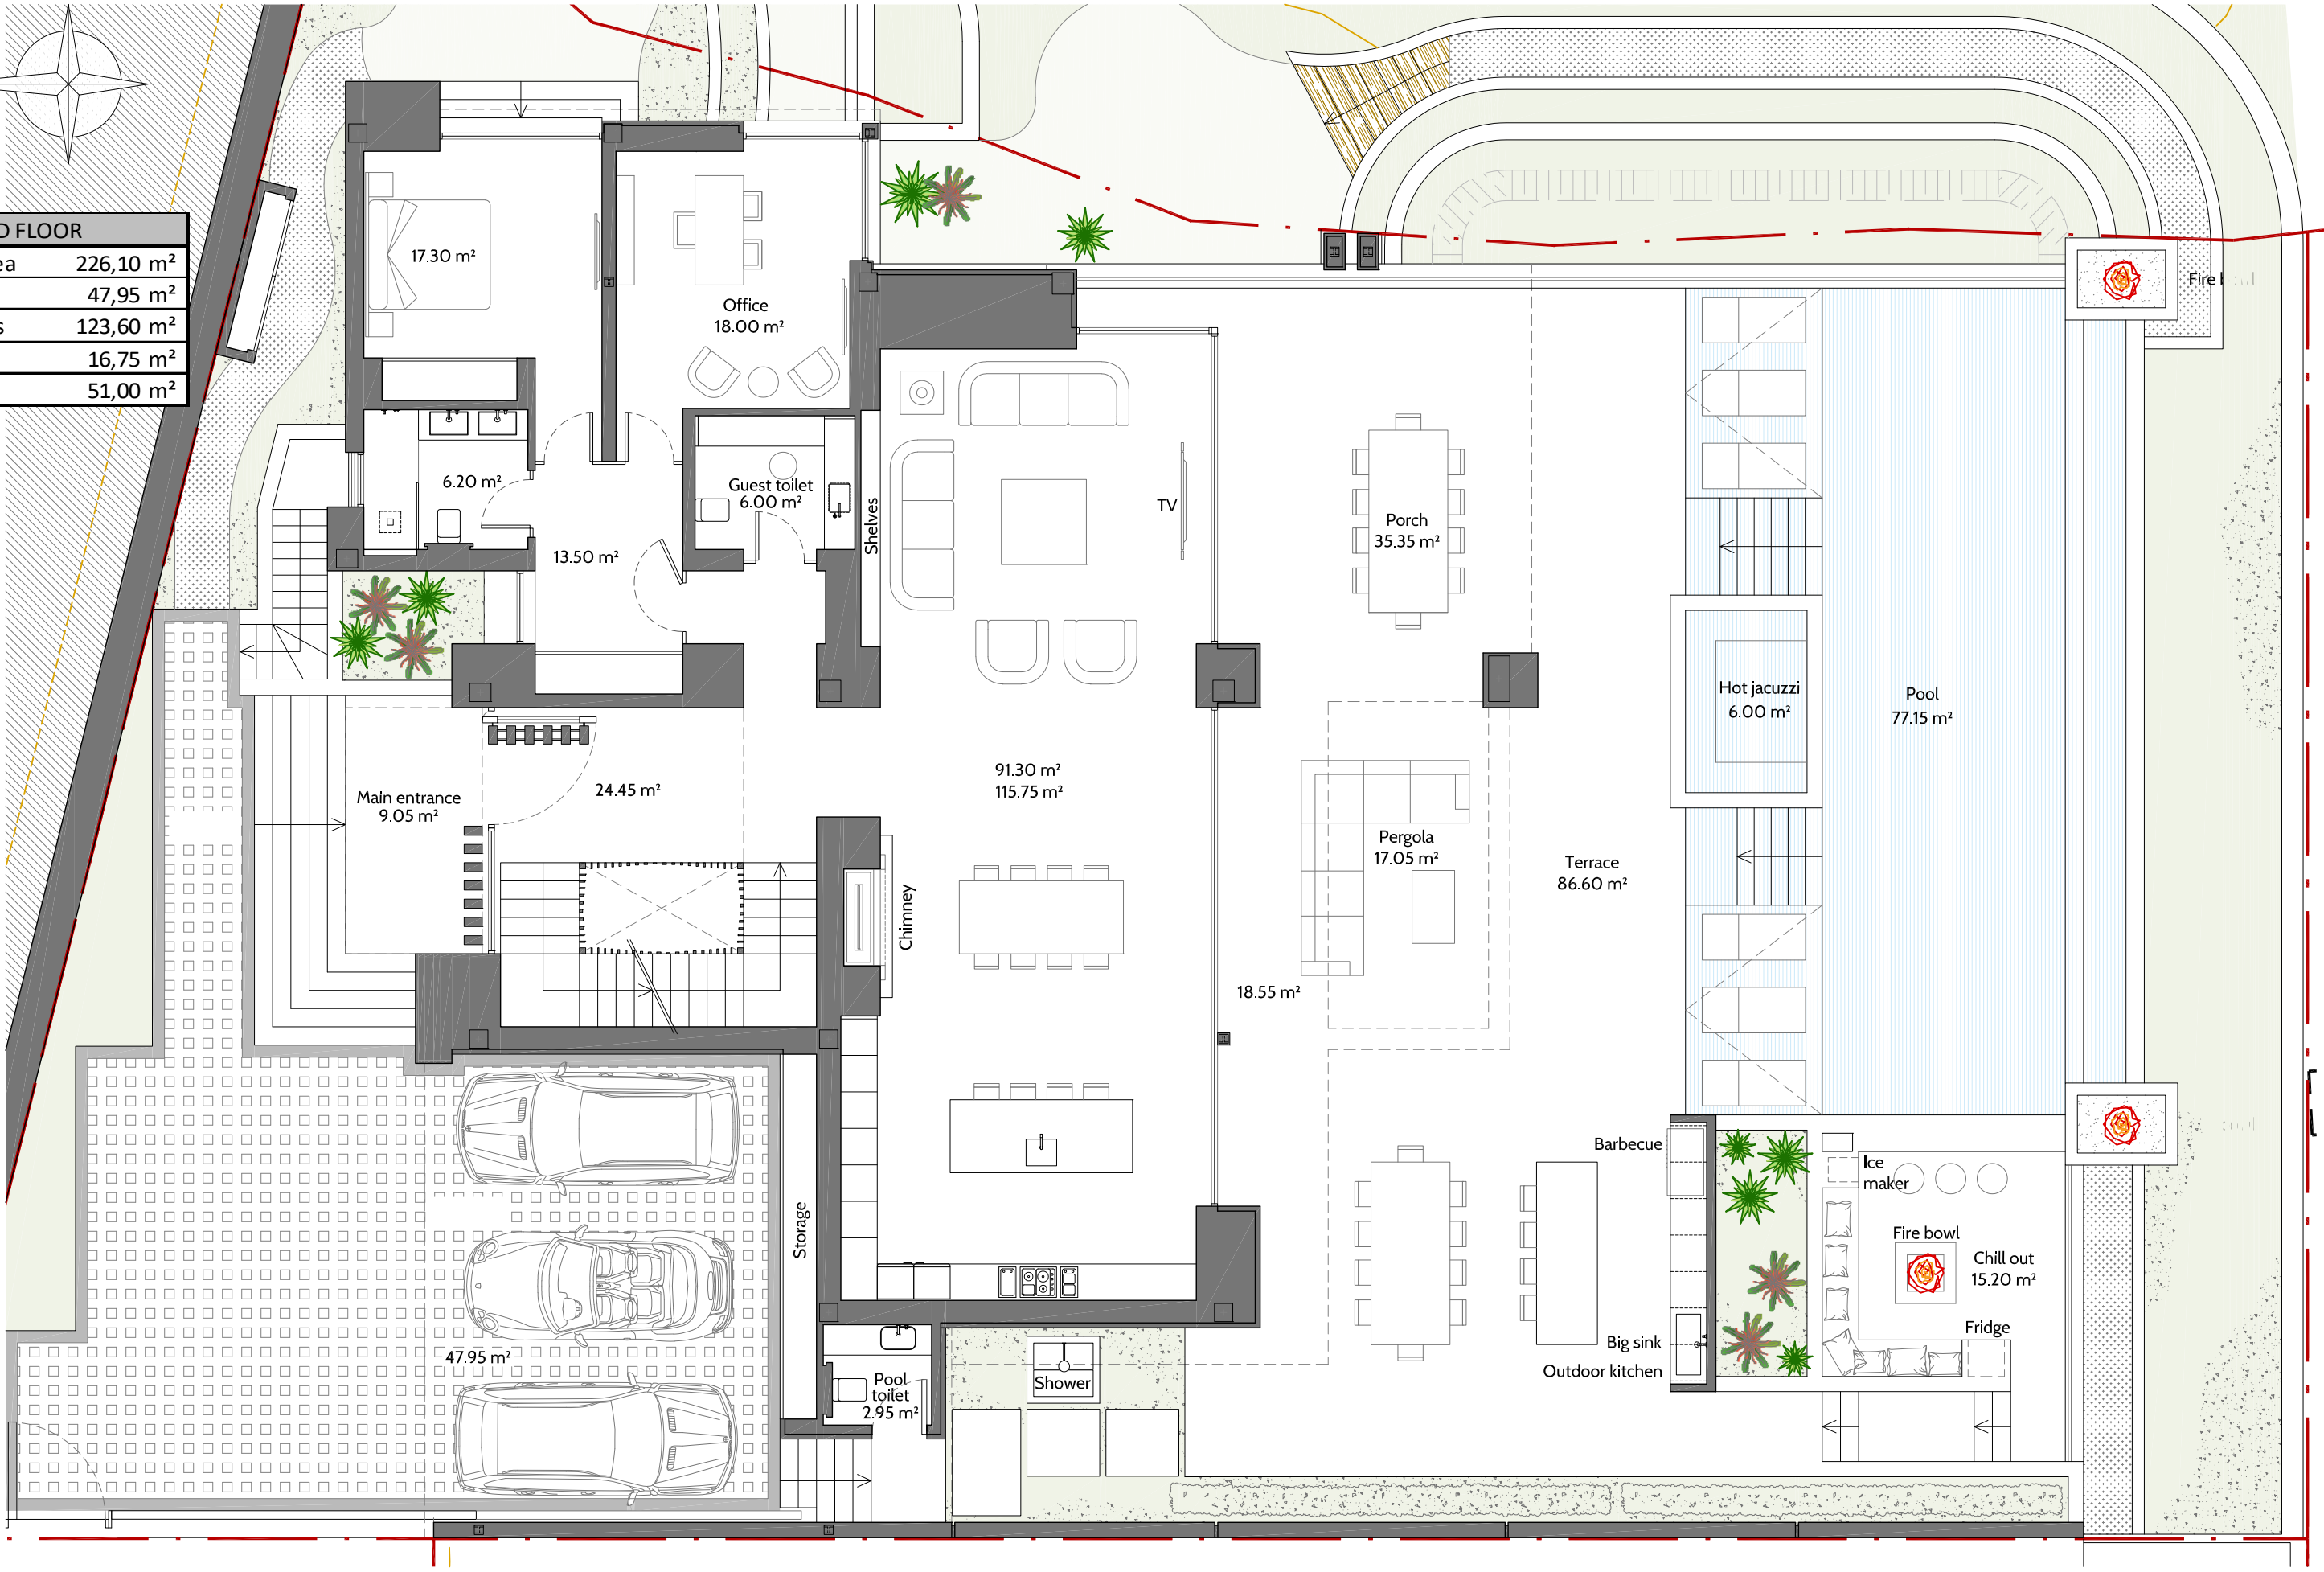 D FLOOR
ea 226,10 m²
47,95 m²
s 123,60 m²
16,75 m²
51,00 m²
17.30 m²
Office
18.00 m²
Fire
6.20 m²
Guest toilet
6.00 m²
Shelves
TV
13.50 m²
Porch
35.35 m²
Hot jacuzzi
6.00 m²
Pool
77.15 m²
Main entrance
9.05 m²
24.45 m²
91.30 m²
115.75 m²
Pergola
17.05 m²
Terrace
86.60 m²
Chimney
18.55 m²
Barbecue
bowl
Ice
maker
Storage
Fire bowl
Chill out
15.20 m²
Fridge
Big sink
Outdoor kitchen
47.95 m²
Pool
toilet
2.95 m²
Shower